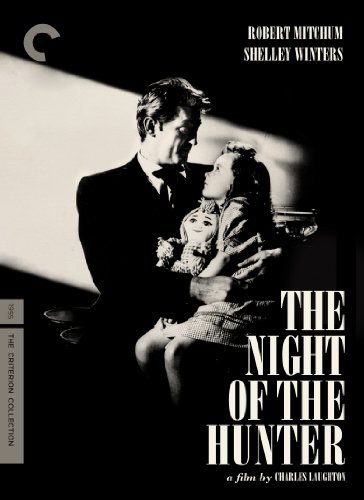 ROBERT MITCHUM
SHELLEY WINTERS
THE
NIGHT
OF THE
HUNTER
a film by CHARLES LAUGHTON
1955
THE CRITERION COLLECTION